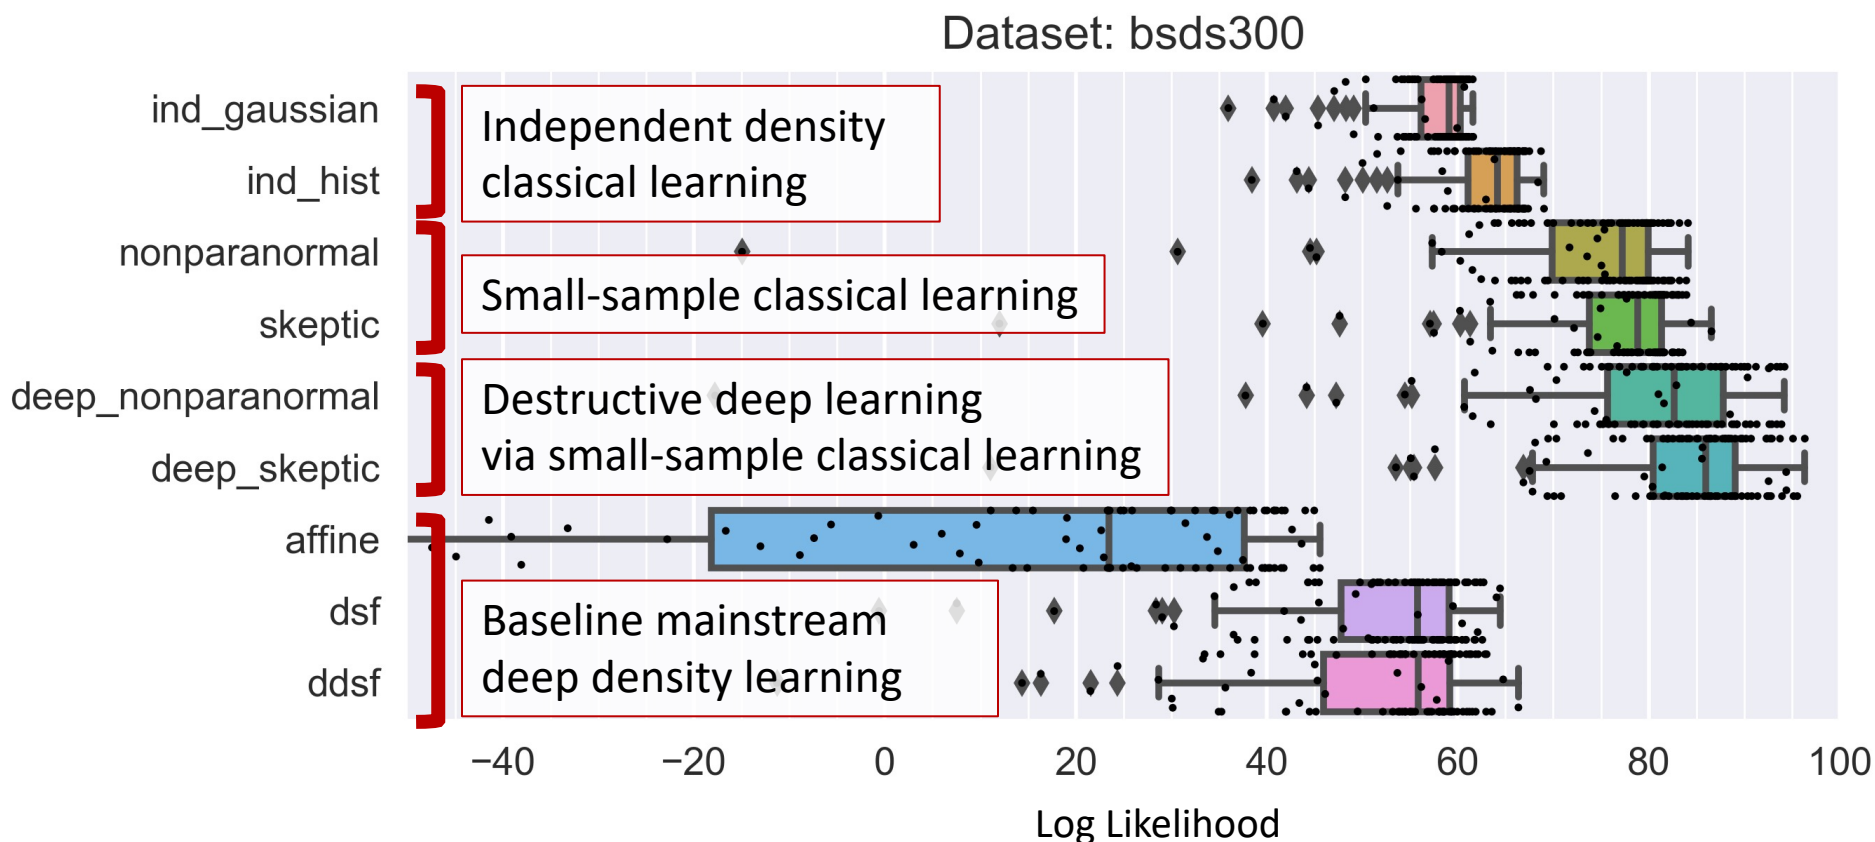 Dataset: bsds300
ind_gaussian
Independent density
classical learning
ind_hist
nonparanormal
Small-sample classical learning
skeptic
deep_nonparanormal
Destructive deep learning
via small-sample classical learning
deep_skeptic
affine
dsf
Baseline mainstream
deep density learning
ddsf
−40 −20 0 20 40 60 80 100
Log Likelihood